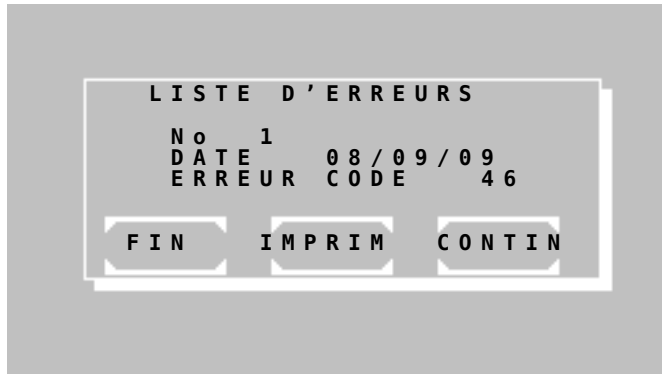 LISTE D'ERREURS
No 1
DATE 08/09/09
ERREUR CODE 46
FIN IMPRIM CONTIN